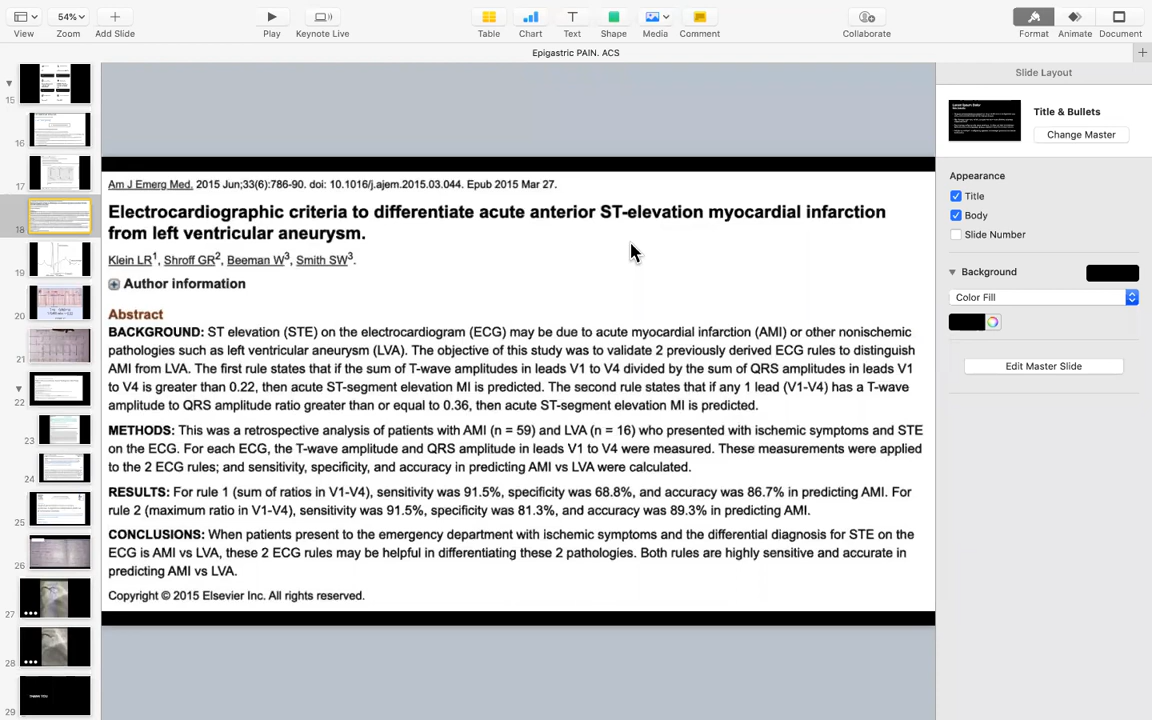 View
54%
Zoom
Add Slide
Play
Keynote Live
Table
Chart
Text
Shape
Media
Comment
Collaborate
Format
Animate
Document
Epigastric PAIN. ACS
15
16
17
18
19
20
21
22
23
24
25
26
27
28
29
THANK YOU
Am J Emerg Med. 2015 Jun;33(6):786-90. doi: 10.1016/j.ajem.2015.03.044. Epub 2015 Mar 27.
Electrocardiographic criteria to differentiate acute anterior ST-elevation myocardial infarction
from left ventricular aneurysm.
Klein LR1, Shroff GR2, Beeman W3, Smith SW3.
Author information
Abstract
BACKGROUND: ST elevation (STE) on the electrocardiogram (ECG) may be due to acute myocardial infarction (AMI) or other nonischemic
pathologies such as left ventricular aneurysm (LVA). The objective of this study was to validate 2 previously derived ECG rules to distinguish
AMI from LVA. The first rule states that if the sum of T-wave amplitudes in leads V1 to V4 divided by the sum of QRS amplitudes in leads V1
to V4 is greater than 0.22, then acute ST-segment elevation MI is predicted. The second rule states that if any 1 lead (V1-V4) has a T-wave
amplitude to QRS amplitude ratio greater than or equal to 0.36, then acute ST-segment elevation MI is predicted.
METHODS: This was a retrospective analysis of patients with AMI (n = 59) and LVA (n = 16) who presented with ischemic symptoms and STE
on the ECG. For each ECG, the T-wave amplitude and QRS amplitude in leads V1 to V4 were measured. These measurements were applied
to the 2 ECG rules; and sensitivity, specificity, and accuracy in predicting AMI vs LVA were calculated.
RESULTS: For rule 1 (sum of ratios in V1-V4), sensitivity was 91.5%, specificity was 68.8%, and accuracy was 86.7% in predicting AMI. For
rule 2 (maximum ratio in V1-V4), sensitivity was 91.5%, specificity was 81.3%, and accuracy was 89.3% in predicting AMI.
CONCLUSIONS: When patients present to the emergency department with ischemic symptoms and the differential diagnosis for STE on the
ECG is AMI vs LVA, these 2 ECG rules may be helpful in differentiating these 2 pathologies. Both rules are highly sensitive and accurate in
predicting AMI vs LVA.
Copyright © 2015 Elsevier Inc. All rights reserved.
Slide Layout
Title & Bullets
Change Master
Appearance
Title
Body
Slide Number
Background
Color Fill
Edit Master Slide